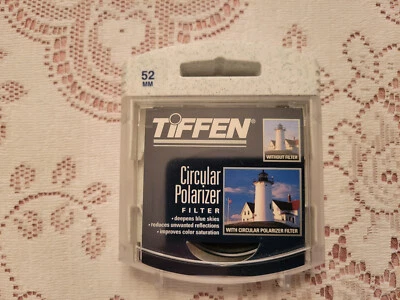 52
MM
TIFFEN
WITHOUT FILTER
Circular
Polarizer
FILTER
• deepens blue skies
• reduces unwanted reflections
• improves color saturation
WITH CIRCULAR POLARIZER FILTER